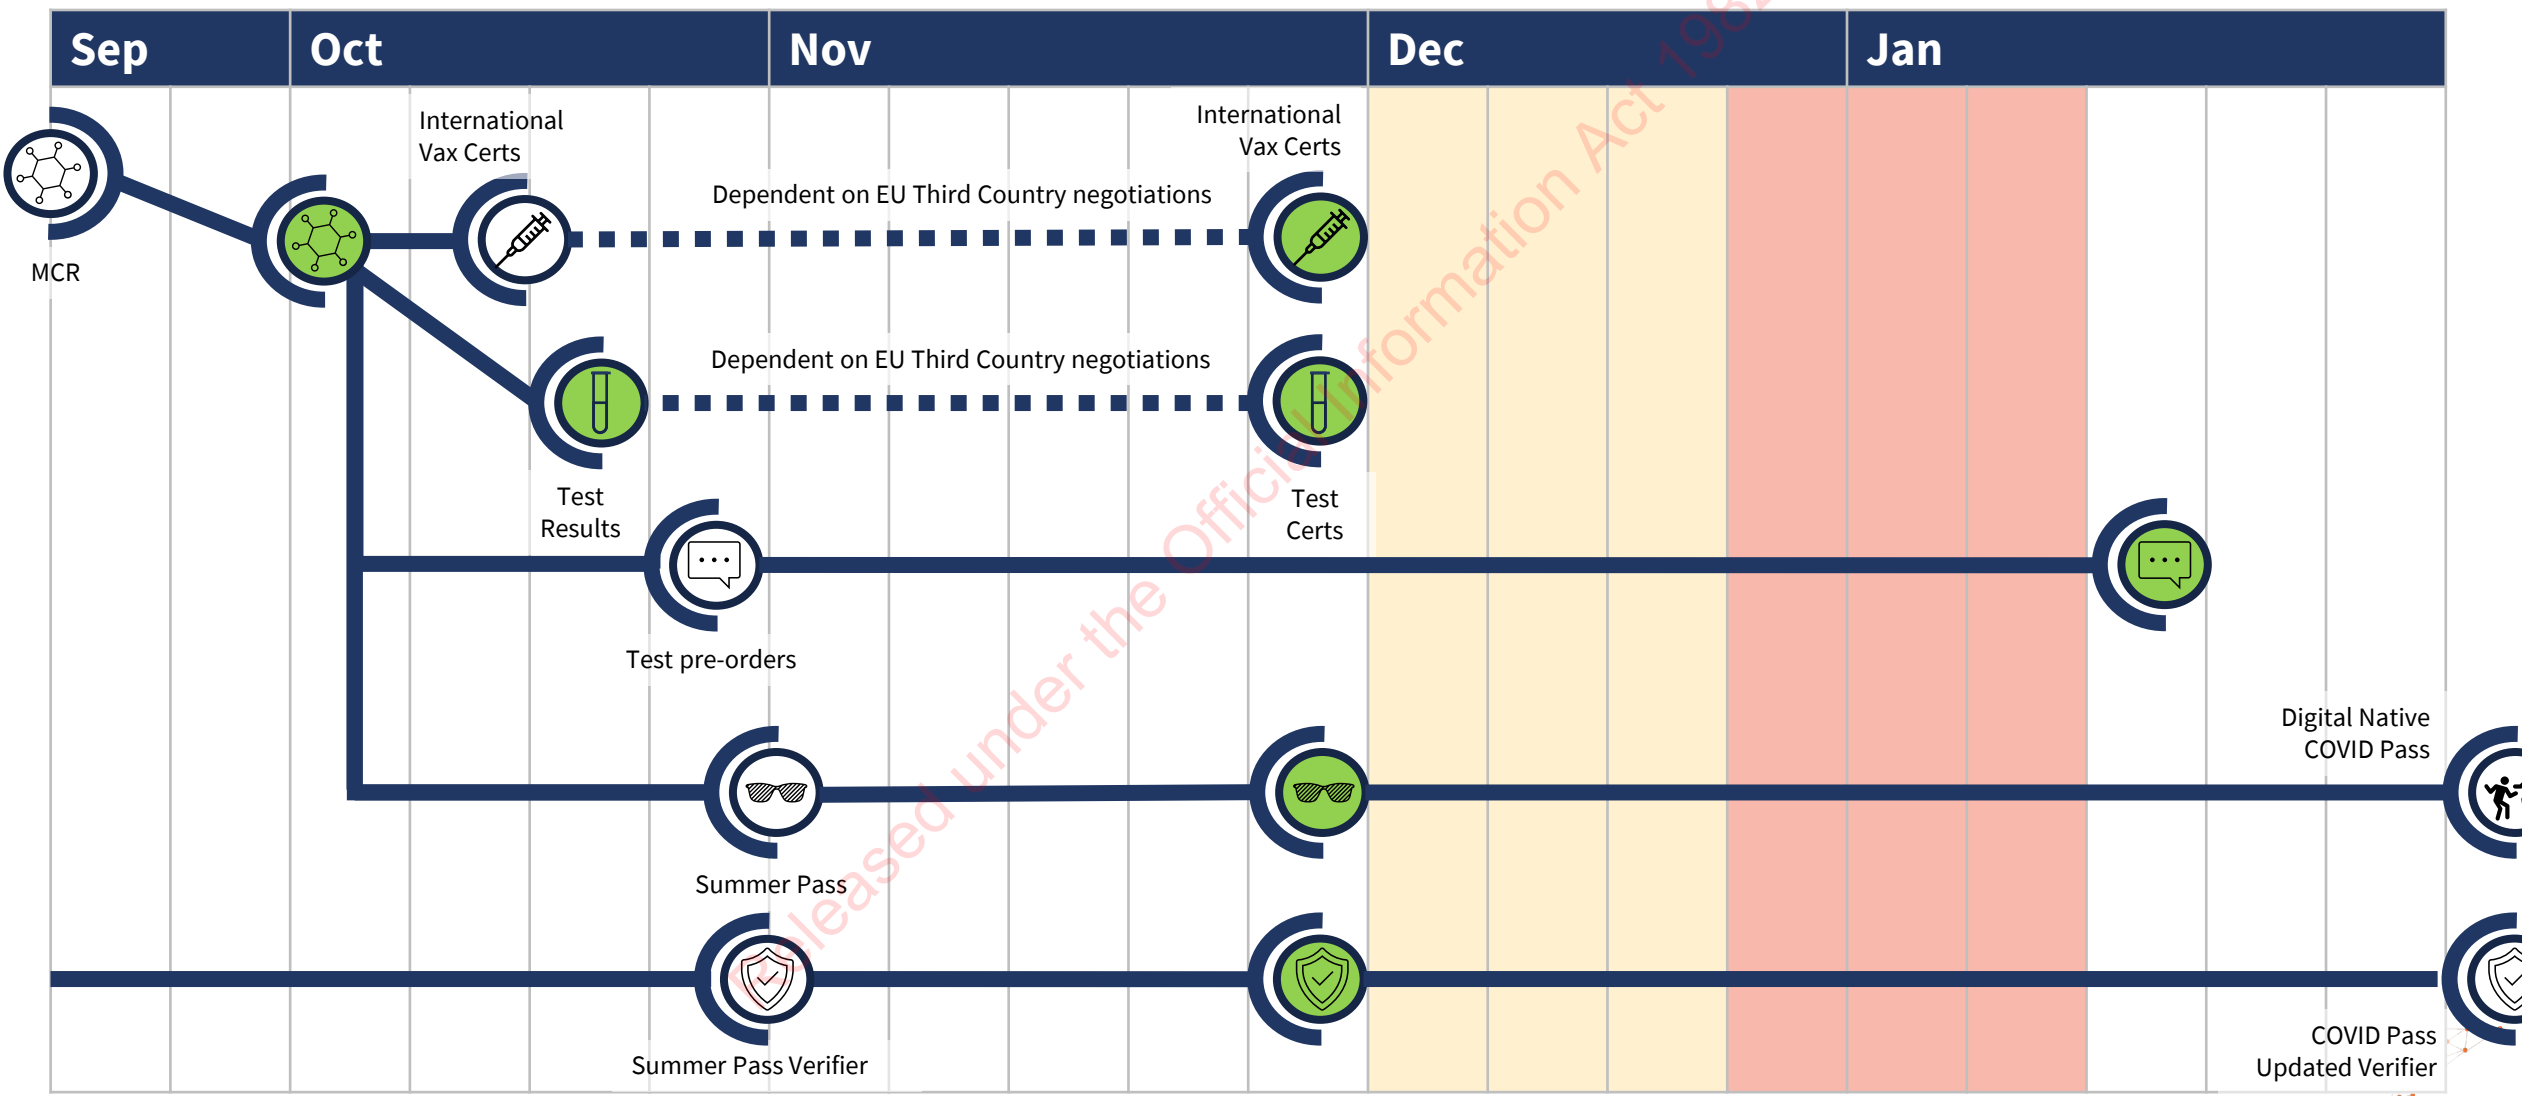 Sep Oct Nov Dec Jan
International
Vax Certs
International
Vax Certs
Dependent on EU Third Country negotiations
MCR
Dependent on EU Third Country negotiations
Test
Results
Test
Certs
Test pre-orders
Digital Native
COVID Pass
Summer Pass
Summer Pass Verifier
COVID Pass
Updated Verifier
Released under the Official Information Act 1982